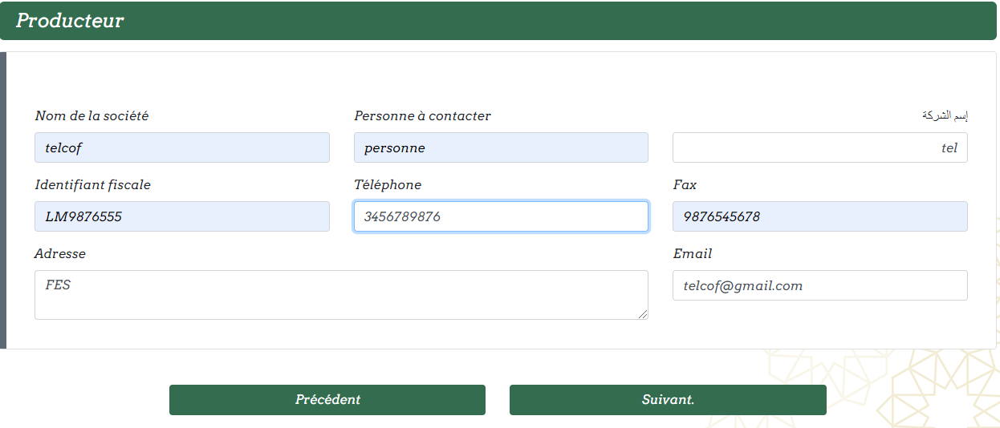 Producteur
Nom de la société
Personne à contacter
إسم الشركة
telcof
personne
tel
Identifiant fiscale
Téléphone
Fax
LM9876555
3456789876
9876545678
Adresse
Email
FES
telcof@gmail.com
Précédent
Suivant.